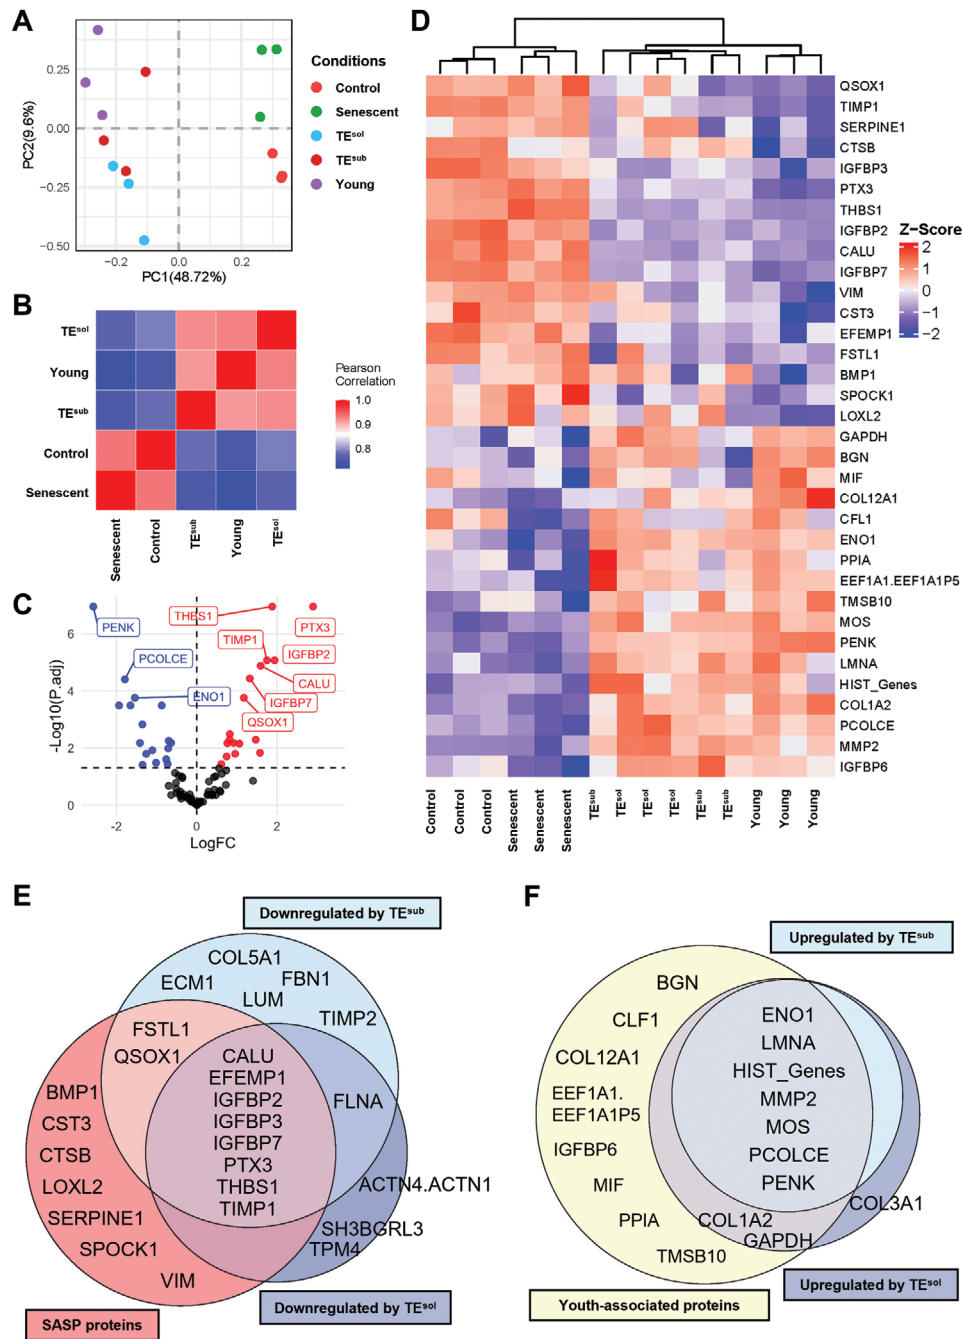 A
0.25
0.00
−0.25
−0.50
PC2(9.6%)
−0.2
0.0
0.2
PC1(48.72%)
Conditions
Control
Senescent
TEsol
TEsub
Young
B
TEsol
Young
TEsub
Control
Senescent
Senescent
Control
TEsub
Young
TEsol
Pearson
Correlation
1.0
0.9
0.8
C
-Log10(P.adj)
6
4
2
0
-2
0
2
LogFC
PENK
PCOLCE
ENO1
THBS1
PTX3
TIMP1
IGFBP2
CALU
IGFBP7
QSOX1
D
QSOX1
TIMP1
SERPINE1
CTSB
IGFBP3
PTX3
THBS1
IGFBP2
CALU
IGFBP7
VIM
CST3
EFEMP1
FSTL1
BMP1
SPOCK1
LOXL2
GAPDH
BGN
MIF
COL12A1
CFL1
ENO1
PPIA
EEF1A1.EEF1A1P5
TMSB10
MOS
PENK
LMNA
HIST_Genes
COL1A2
PCOLCE
MMP2
IGFBP6
Control
Control
Control
Senescent
Senescent
Senescent
TEsub
TEsol
TEsol
TEsol
TEsub
TEsub
Young
Young
Young
Z−Score
2
1
0
−1
−2
E
Downregulated by TEsub
COL5A1
ECM1
FBN1
LUM
TIMP2
FSTL1
QSOX1
CALU
EFEMP1
IGFBP2
IGFBP3
IGFBP7
PTX3
THBS1
TIMP1
FLNA
BMP1
CST3
CTSB
LOXL2
SERPINE1
SPOCK1
VIM
ACTN4.ACTN1
SH3BGRL3
TPM4
SASP proteins
Downregulated by TEsol
F
Upregulated by TEsub
BGN
CLF1
COL12A1
EEF1A1.
EEF1A1P5
IGFBP6
MIF
PPIA
TMSB10
ENO1
LMNA
HIST_Genes
MMP2
MOS
PCOLCE
PENK
COL1A2
GAPDH
COL3A1
Youth-associated proteins
Upregulated by TEsol